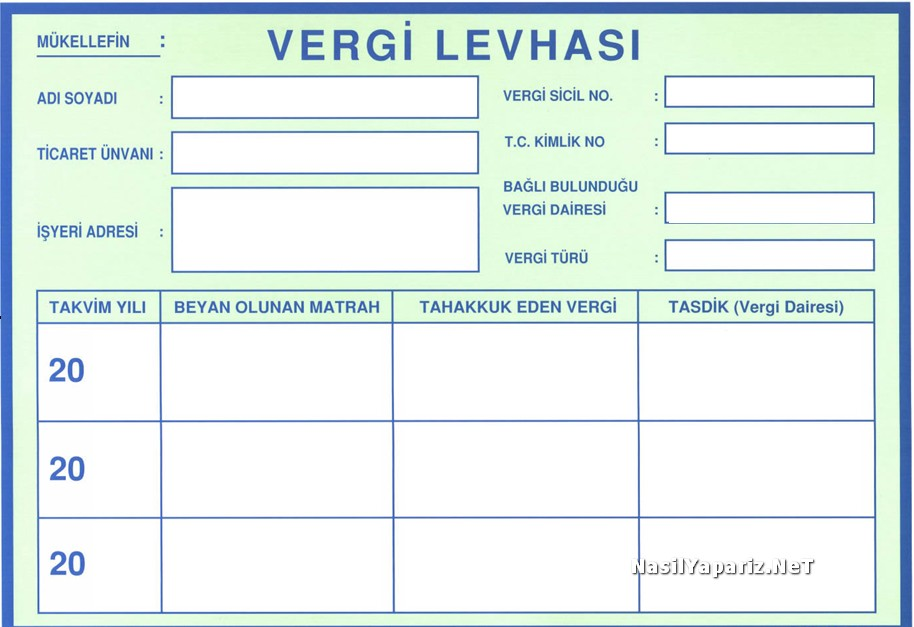 MÜKELLEFİN :
VERGİ LEVHASI
ADI SOYADI :
TİCARET ÜNVANI :
İŞYERİ ADRESİ :
VERGİ SİCİL NO. :
T.C. KİMLİK NO :
BAĞLI BULUNDUĞU
VERGİ DAİRESİ :
VERGİ TÜRÜ :
TAKVİM YILI BEYAN OLUNAN MATRAH TAHAKKUK EDEN VERGİ TASDİK (Vergi Dairesi)
20
20
20
NasilYapariz.NeT